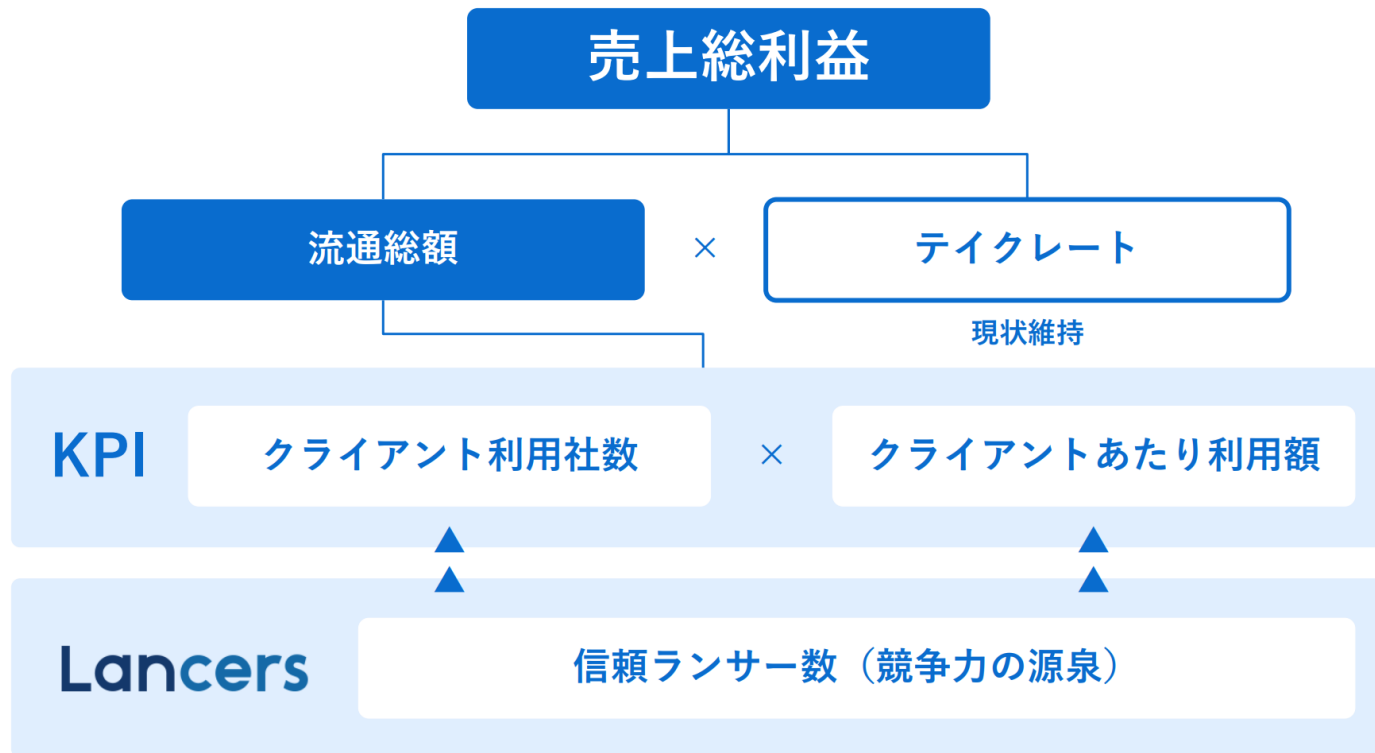 売上総利益
流通総額 × テイクレート
現状維持
KPI クライアント利用社数 × クライアントあたり利用額
Lancers 信頼ランサー数（競争力の源泉）